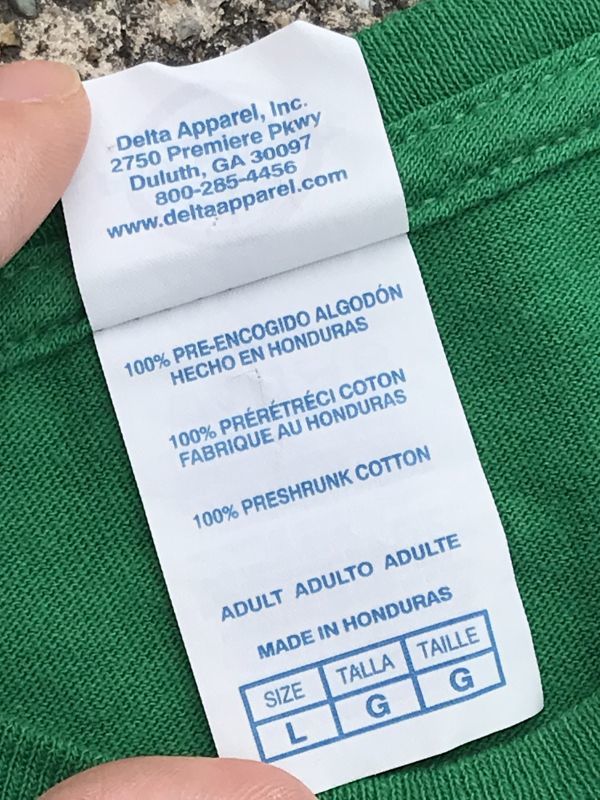 Delta Apparel, Inc.
2750 Premiere Pkwy
Duluth, GA 30097
800-285-4456
www.deltaapparel.com
100% PRE-ENCOGIDO ALGODÓN
HECHO EN HONDURAS
100% PRÉRÉTRÉCI COTON
FABRIQUE AU HONDURAS
100% PRESHRUNK COTTON
ADULT ADULTO ADULTE
MADE IN HONDURAS
SIZE TALLA TAILLE
L G G